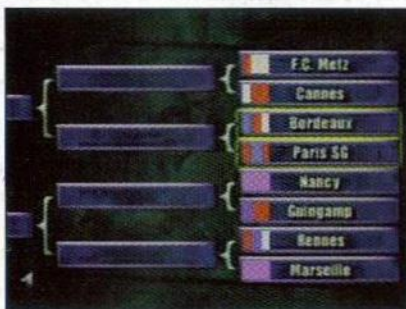 F.C. Metz
Cannes
Bordeaux
Paris SG
Nancy
Guingamp
Rennes
Marseille